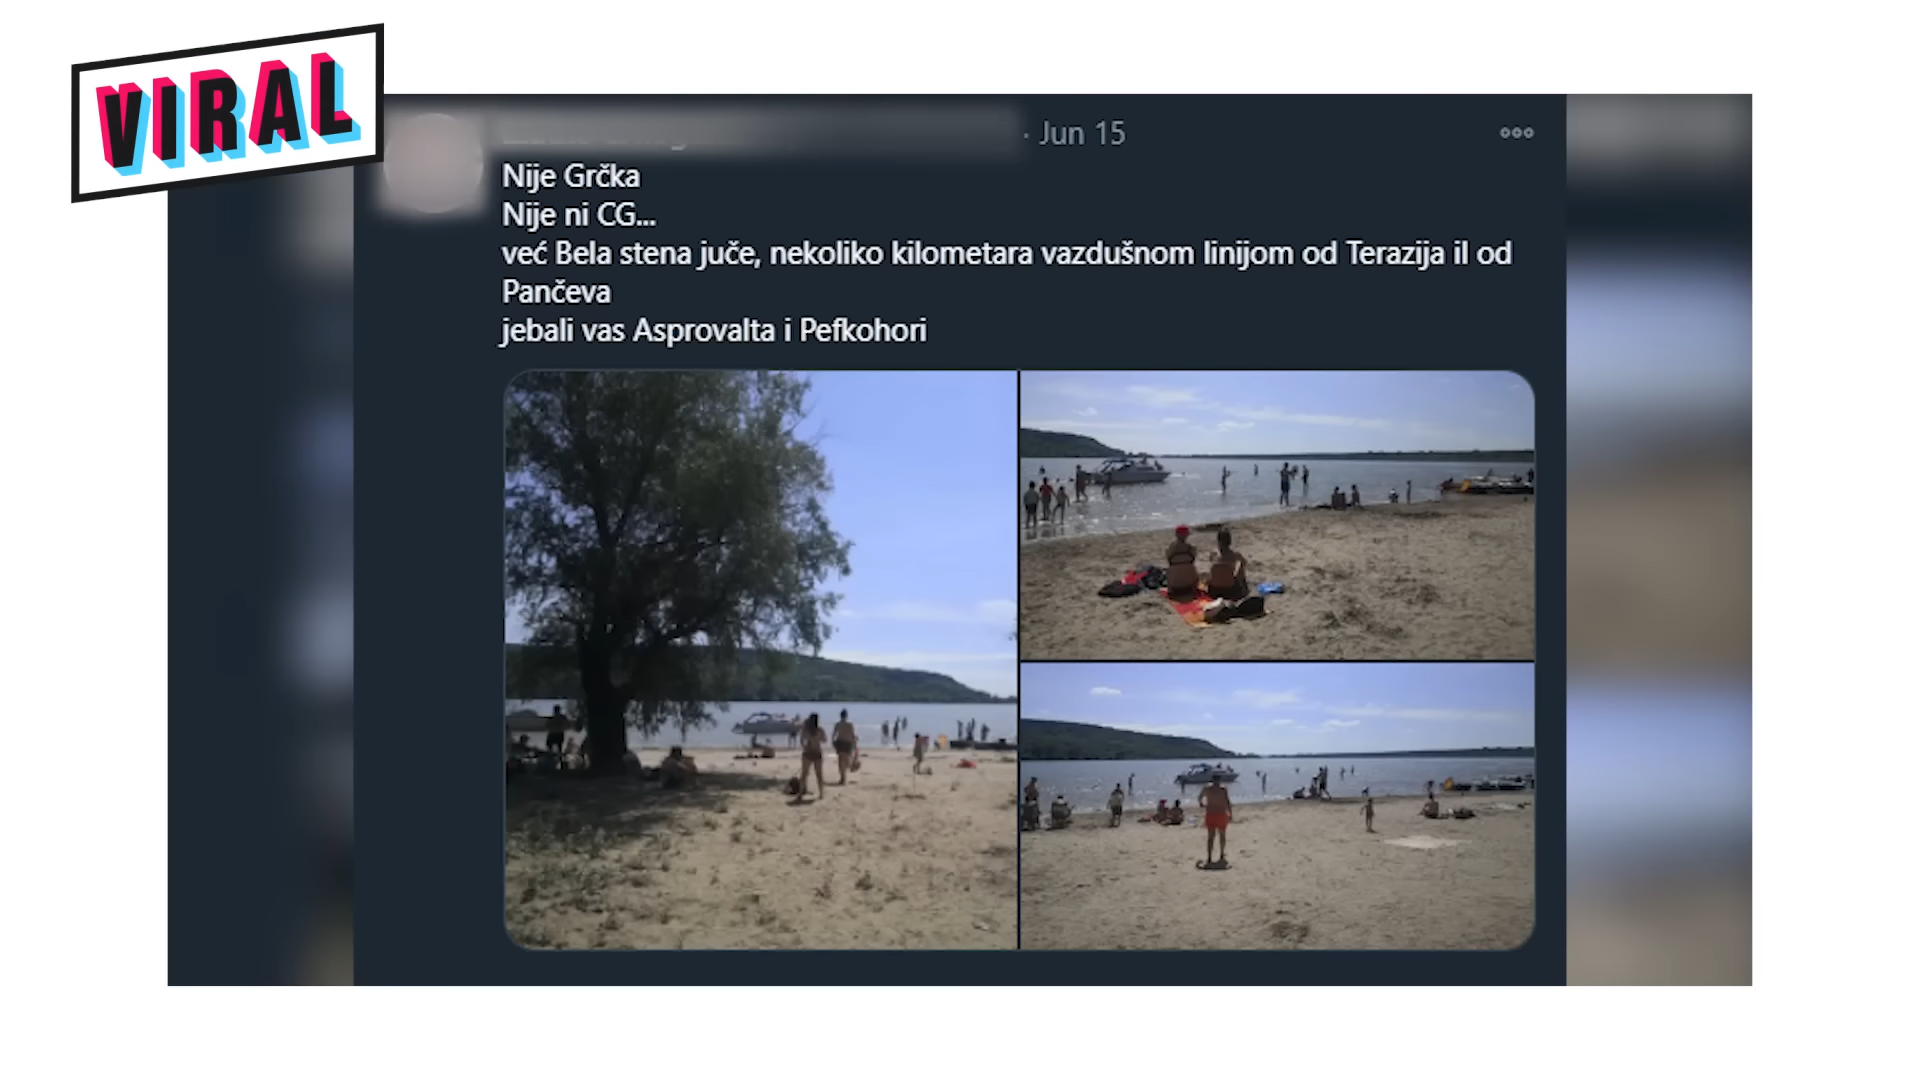 VIRAL
· Jun 15
Nije Grčka
Nije ni CG...
već Bela stena juče, nekoliko kilometara vazdušnom linijom od Terazija il od
Pančeva
jebali vas Asprovalta i Pefkohori